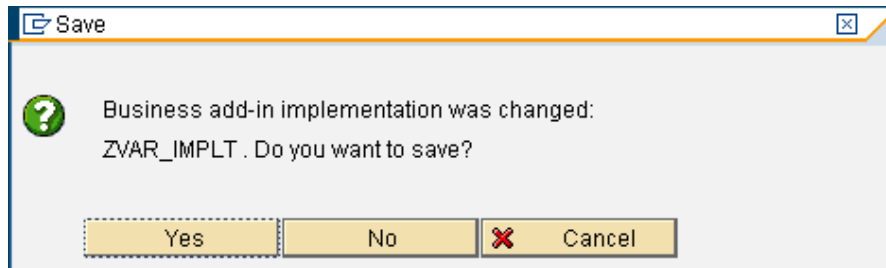 Save
Business add-in implementation was changed:
ZVAR_IMPLT . Do you want to save?
Yes
No
Cancel